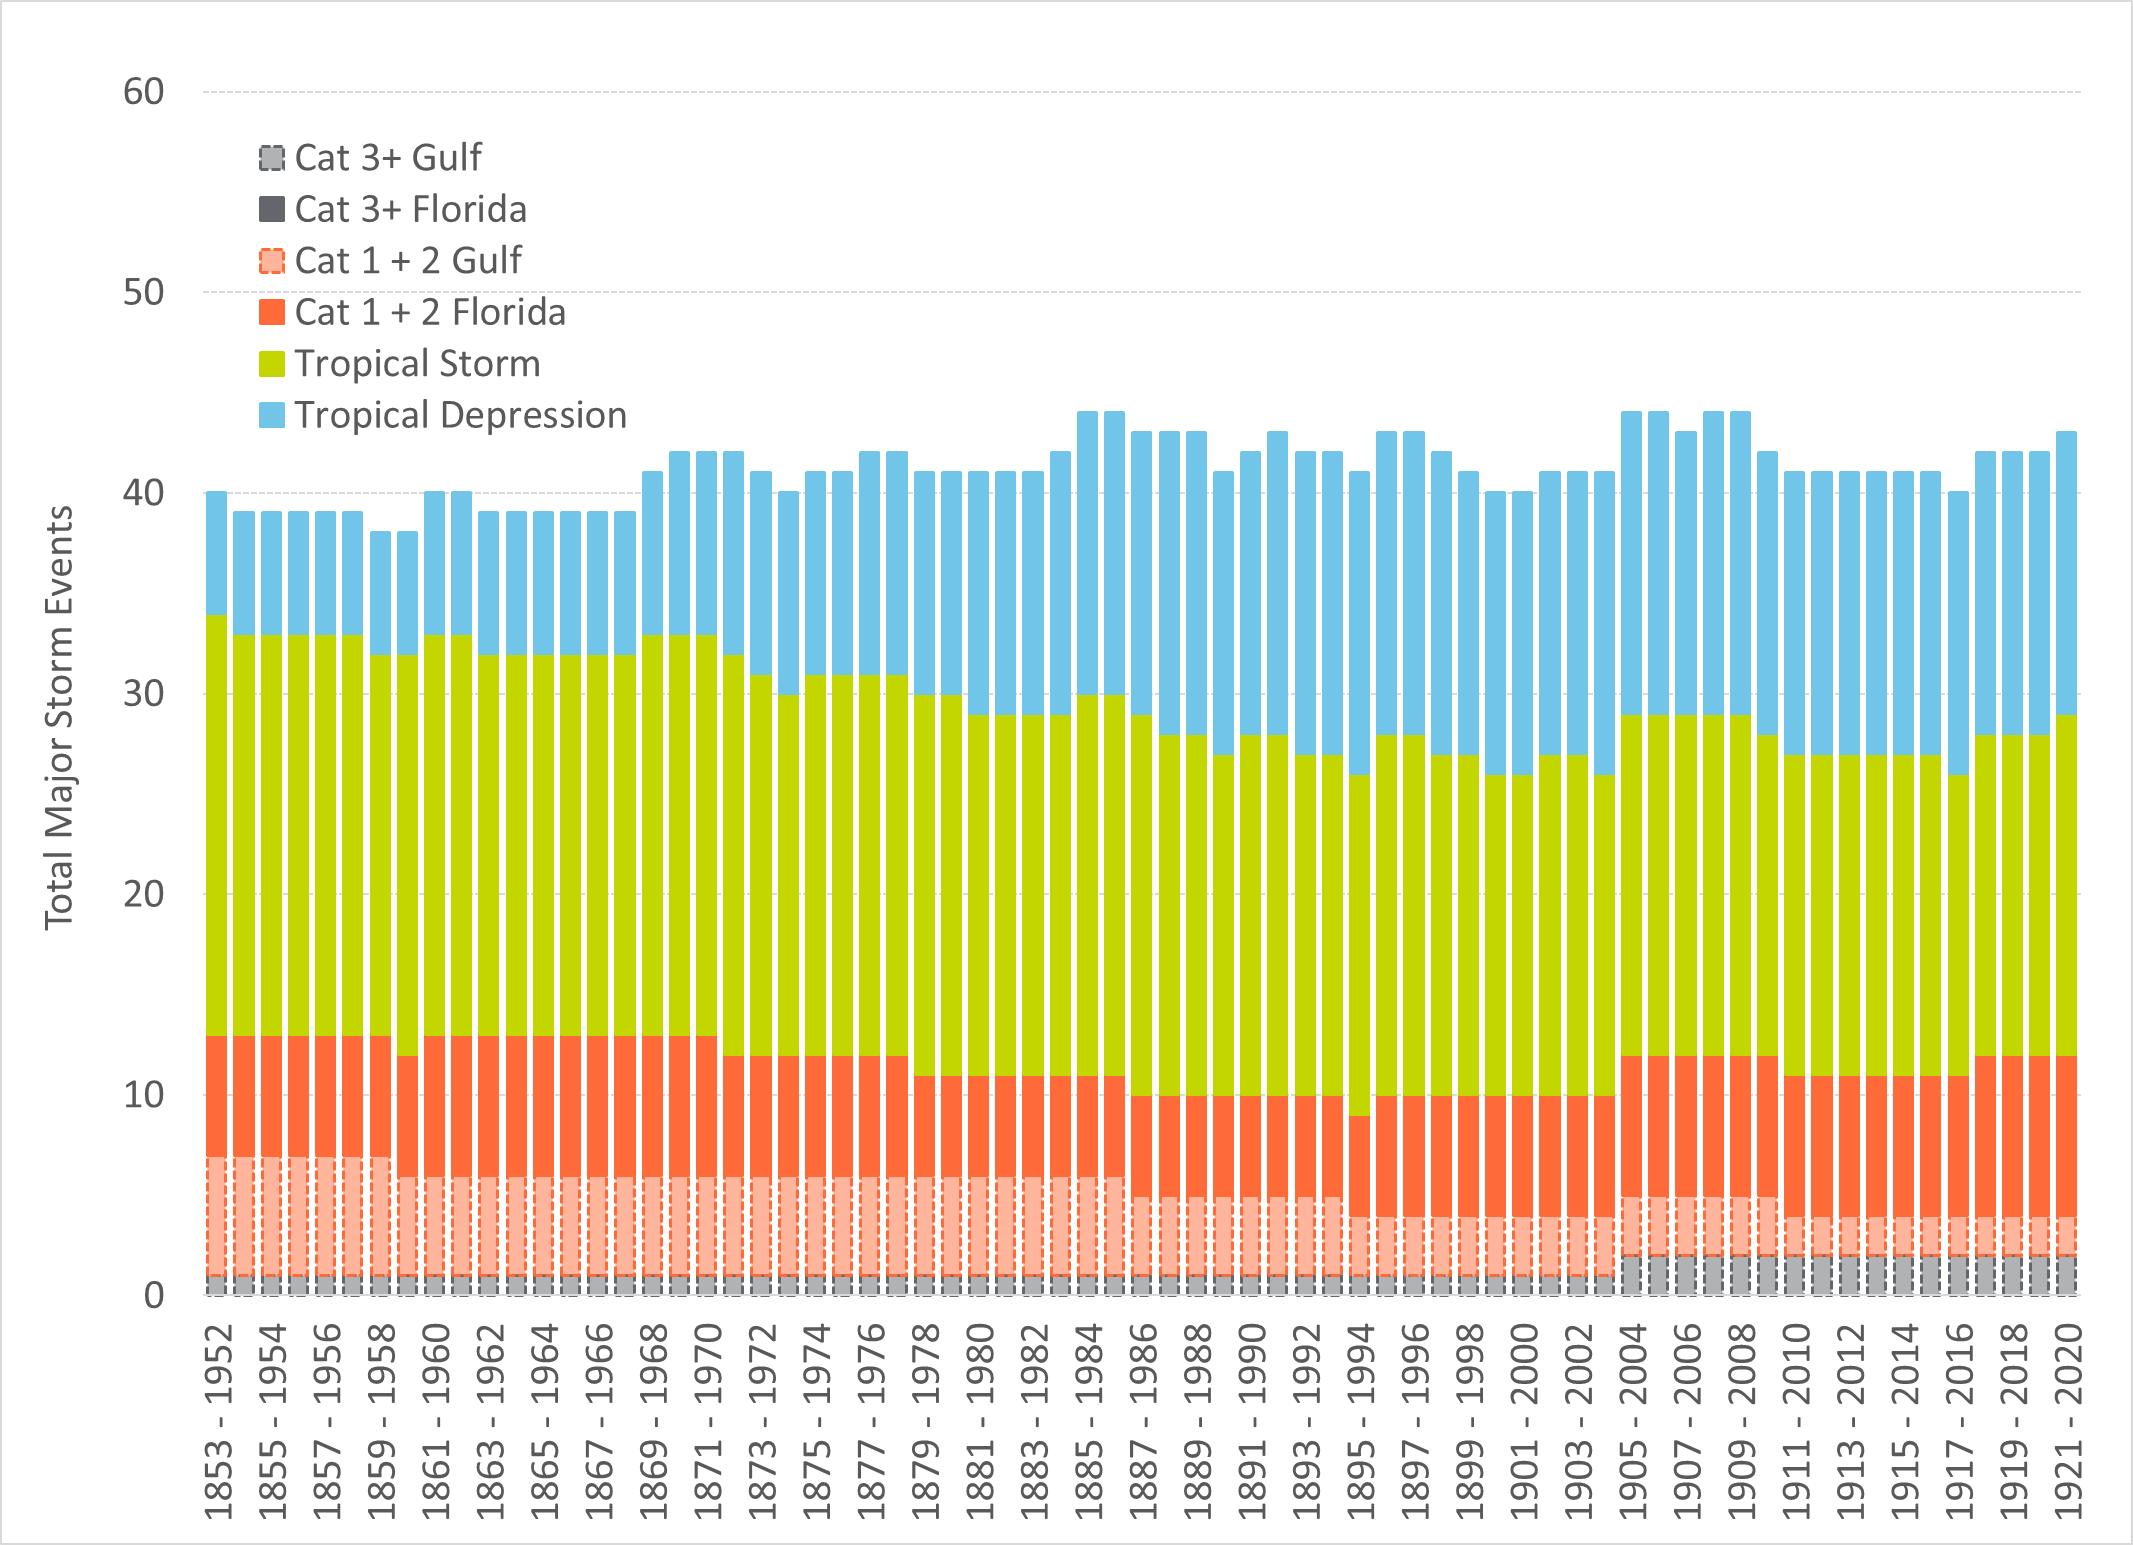 60
50
40
30
20
10
0
Total Major Storm Events
Cat 3+ Gulf
Cat 3+ Florida
Cat 1 + 2 Gulf
Cat 1 + 2 Florida
Tropical Storm
Tropical Depression
1853 - 1952
1855 - 1954
1857 - 1956
1859 - 1958
1861 - 1960
1863 - 1962
1865 - 1964
1867 - 1966
1869 - 1968
1871 - 1970
1873 - 1972
1875 - 1974
1877 - 1976
1879 - 1978
1881 - 1980
1883 - 1982
1885 - 1984
1887 - 1986
1889 - 1988
1891 - 1990
1893 - 1992
1895 - 1994
1897 - 1996
1899 - 1998
1901 - 2000
1903 - 2002
1905 - 2004
1907 - 2006
1909 - 2008
1911 - 2010
1913 - 2012
1915 - 2014
1917 - 2016
1919 - 2018
1921 - 2020